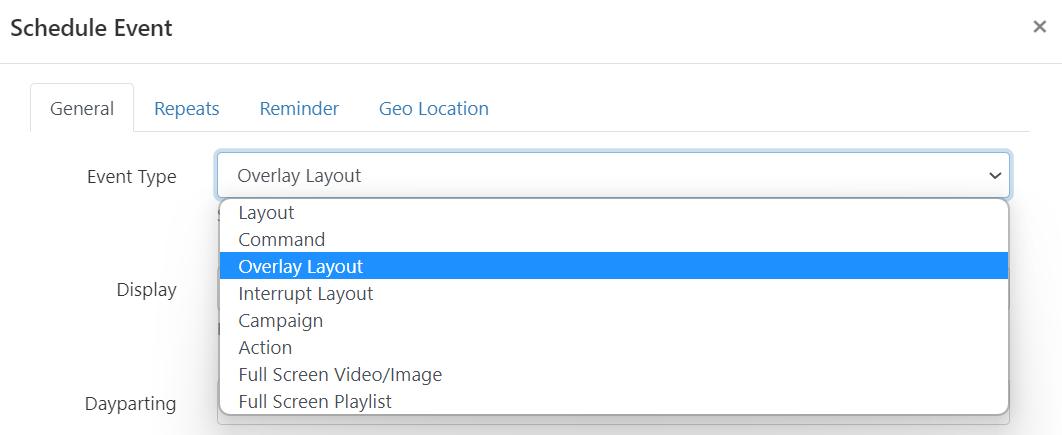 Schedule Event ×
General Repeats Reminder Geo Location
Event Type Overlay Layout
Layout
Command
Overlay Layout
Display Interrupt Layout
Campaign
Action
Full Screen Video/Image
Dayparting Full Screen Playlist